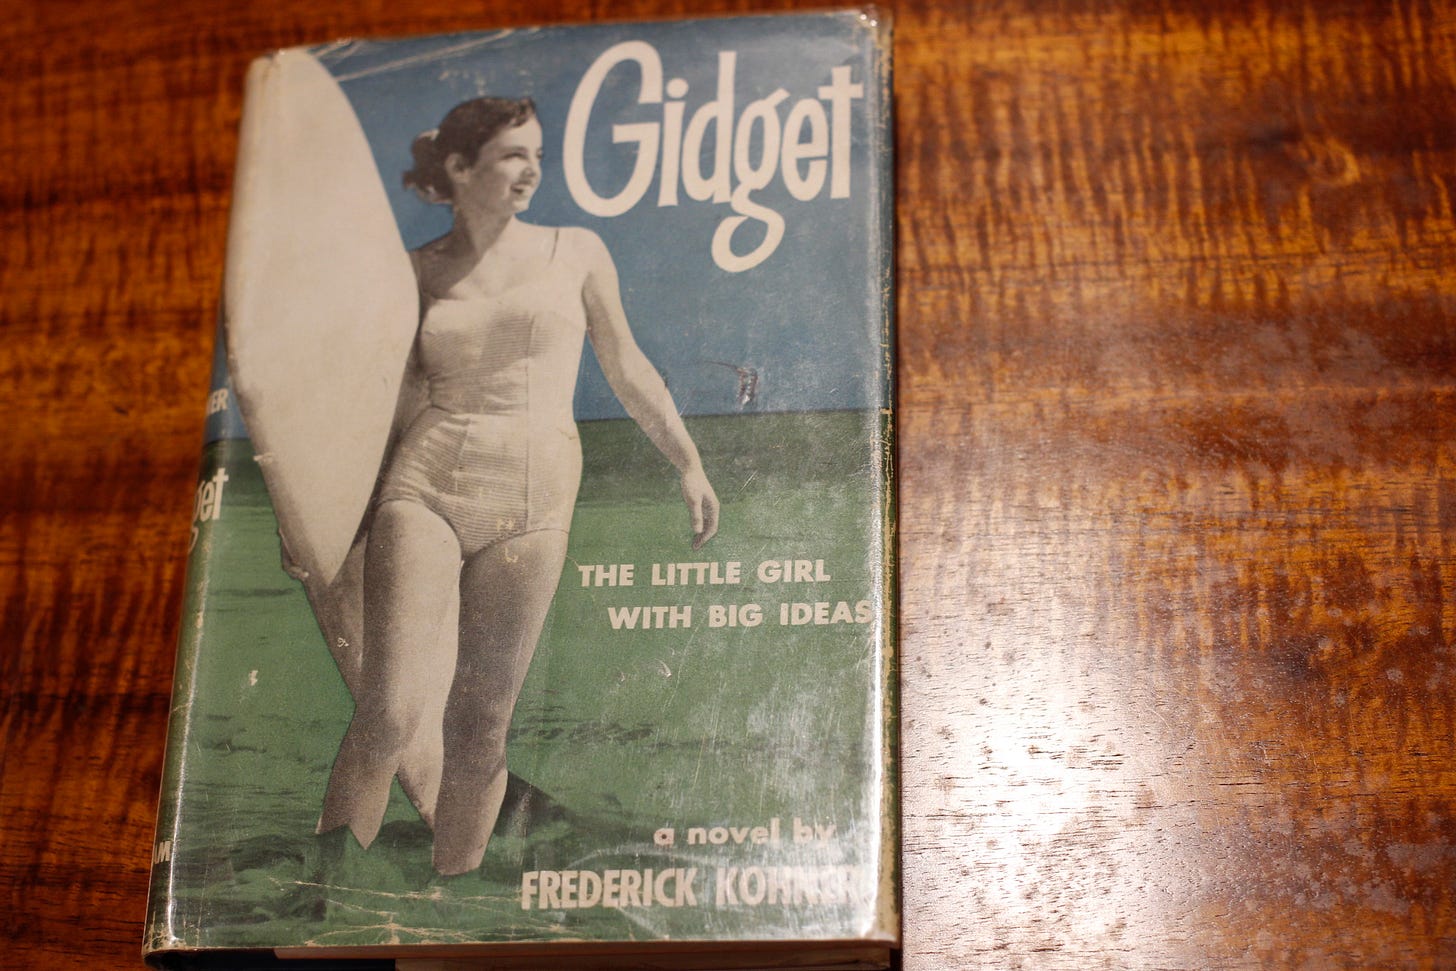 Gidget
THE LITTLE GIRL
WITH BIG IDEAS
a novel by
FREDERICK KOHNER